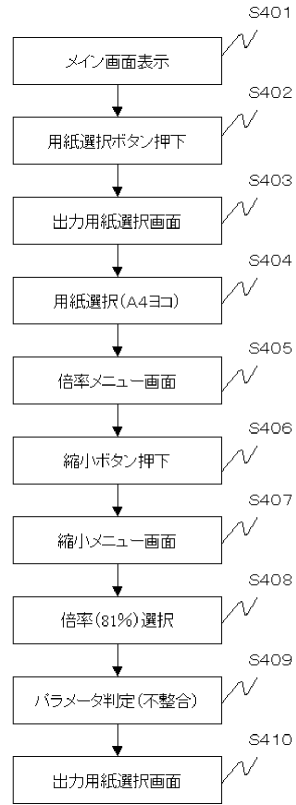 S401
メイン画面表示
S402
用紙選択ボタン押下
S403
出力用紙選択画面
S404
用紙選択(A4ヨコ)
S405
倍率メニュー画面
S406
縮小ボタン押下
S407
縮小メニュー画面
S408
倍率(81%)選択
S409
パラメータ判定(不整合)
S410
出力用紙選択画面